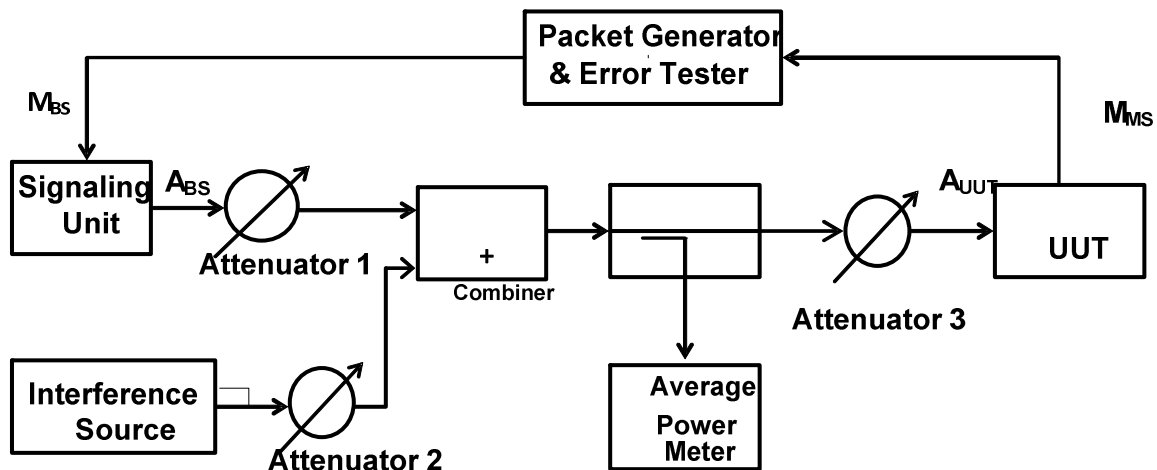 Packet Generator
& Error Tester
MBS
MMS
Signaling
Unit
ABS
Attenuator 1
+
Combiner
AUUT
UUT
Attenuator 3
Interference
Source
Attenuator 2
Average
Power
Meter